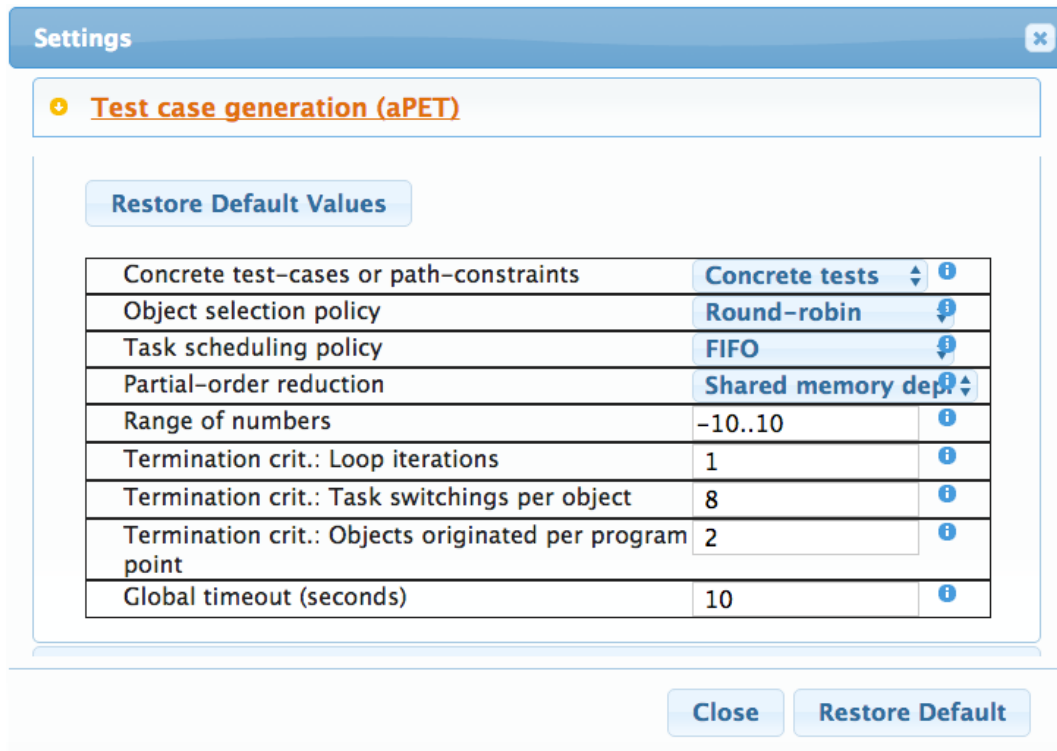 Settings
Test case generation (aPET)
Restore Default Values
Concrete test-cases or path-constraints Concrete tests
Object selection policy Round-robin
Task scheduling policy FIFO
Partial-order reduction Shared memory
Range of numbers -10..10
Termination crit.: Loop iterations 1
Termination crit.: Task switchings per object 8
Termination crit.: Objects originated per program 2
point
Global timeout (seconds) 10
Close Restore Default